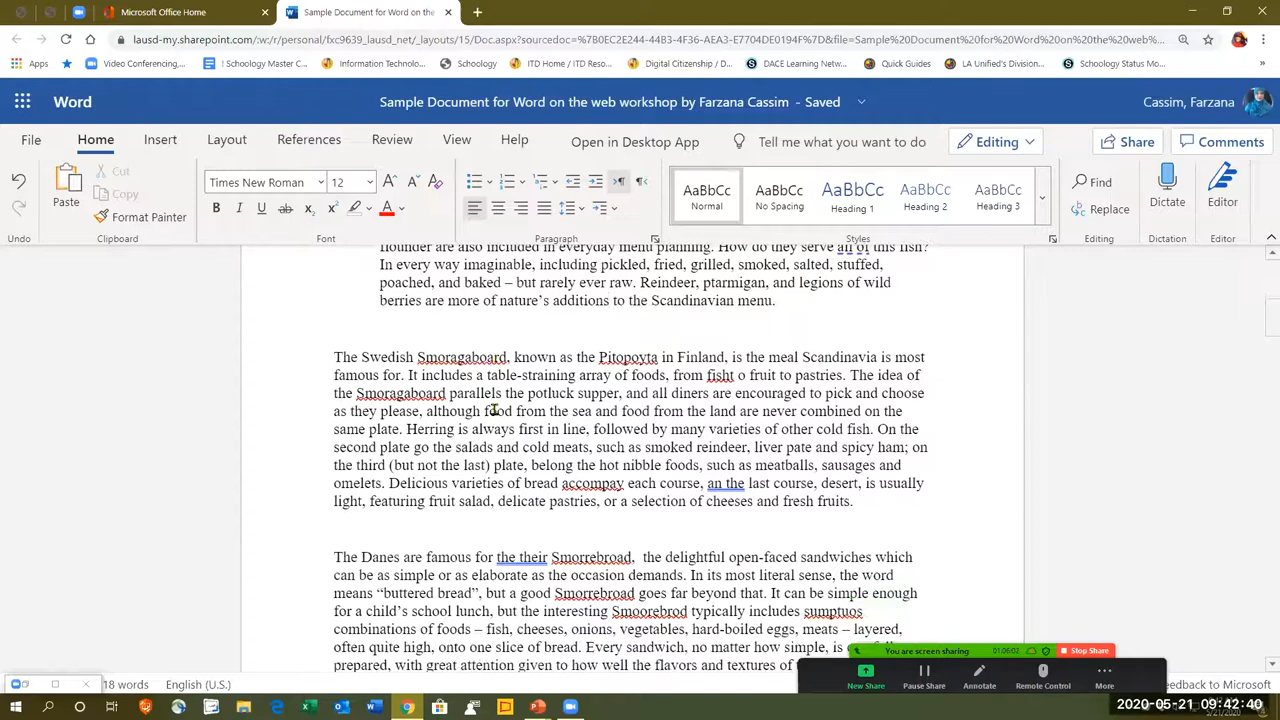 Microsoft Office Home
Sample Document for Word on the
lausd-my.sharepoint.com/:w:/r/personal/fxc9639_lausd_net/_layouts/15/Doc.aspx?sourcedoc=%7B0EC2E244-44B3-4F36-AEA3-E7704DE0194F%7D&file=Sample%20Document%20for%20Word%20on%20the%20web%...
Apps
Video Conferencing,...
! Schoology Master C...
Information Technolo...
Schoology
ITD Home / ITD Reso...
Digital Citizenship / D...
DACE Learning Netw...
Quick Guides
LA Unified's Division...
Schoology Status Mo...
Word
Sample Document for Word on the web workshop by Farzana Cassim - Saved
Cassim, Farzana
File
Home
Insert
Layout
References
Review
View
Help
Open in Desktop App
Tell me what you want to do
Editing
Share
Comments
Paste
Cut
Copy
Format Painter
Times New Roman
12
AaBbCc
Normal
AaBbCc
No Spacing
AaBbCc
Heading 1
AaBbCc
Heading 2
AaBbCc
Heading 3
Find
Replace
Dictate
Editor
Undo
Clipboard
Font
Paragraph
Styles
Editing
Dictate
Editor
flounder are also included in everyday menu planning. How do they serve all of this fish?
In every way imaginable, including pickled, fried, grilled, smoked, salted, stuffed,
poached, and baked – but rarely ever raw. Reindeer, ptarmigan, and legions of wild
berries are more of nature's additions to the Scandinavian menu.
The Swedish Smoragaboard, known as the Pitopoyta in Finland, is the meal Scandinavia is most
famous for. It includes a table-straining array of foods, from fisht o fruit to pastries. The idea of
the Smoragaboard parallels the potluck supper, and all diners are encouraged to pick and choose
as they please, although food from the sea and food from the land are never combined on the
same plate. Herring is always first in line, followed by many varieties of other cold fish. On the
second plate go the salads and cold meats, such as smoked reindeer, liver pate and spicy ham; on
the third (but not the last) plate, belong the hot nibble foods, such as meatballs, sausages and
omelets. Delicious varieties of bread accompay each course, an the last course, desert, is usually
light, featuring fruit salad, delicate pastries, or a selection of cheeses and fresh fruits.
The Danes are famous for the their Smorrebroad, the delightful open-faced sandwiches which
can be as simple or as elaborate as the occasion demands. In its most literal sense, the word
means “buttered bread”, but a good Smorrebroad goes far beyond that. It can be simple enough
for a child's school lunch, but the interesting Smoorebrod typically includes sumptuos
combinations of foods – fish, cheeses, onions, vegetables, hard-boiled eggs, meats – layered,
often quite high, onto one slice of bread. Every sandwich, no matter how simple, is
prepared, with great attention given to how well the flavors and textures of
You are screen sharing
01:06:02
Stop Share
New Share
Pause Share
Annotate
Remote Control
More
18 words
English (U.S.)
eedback to Microsoft
2020-05-21 09:42:40